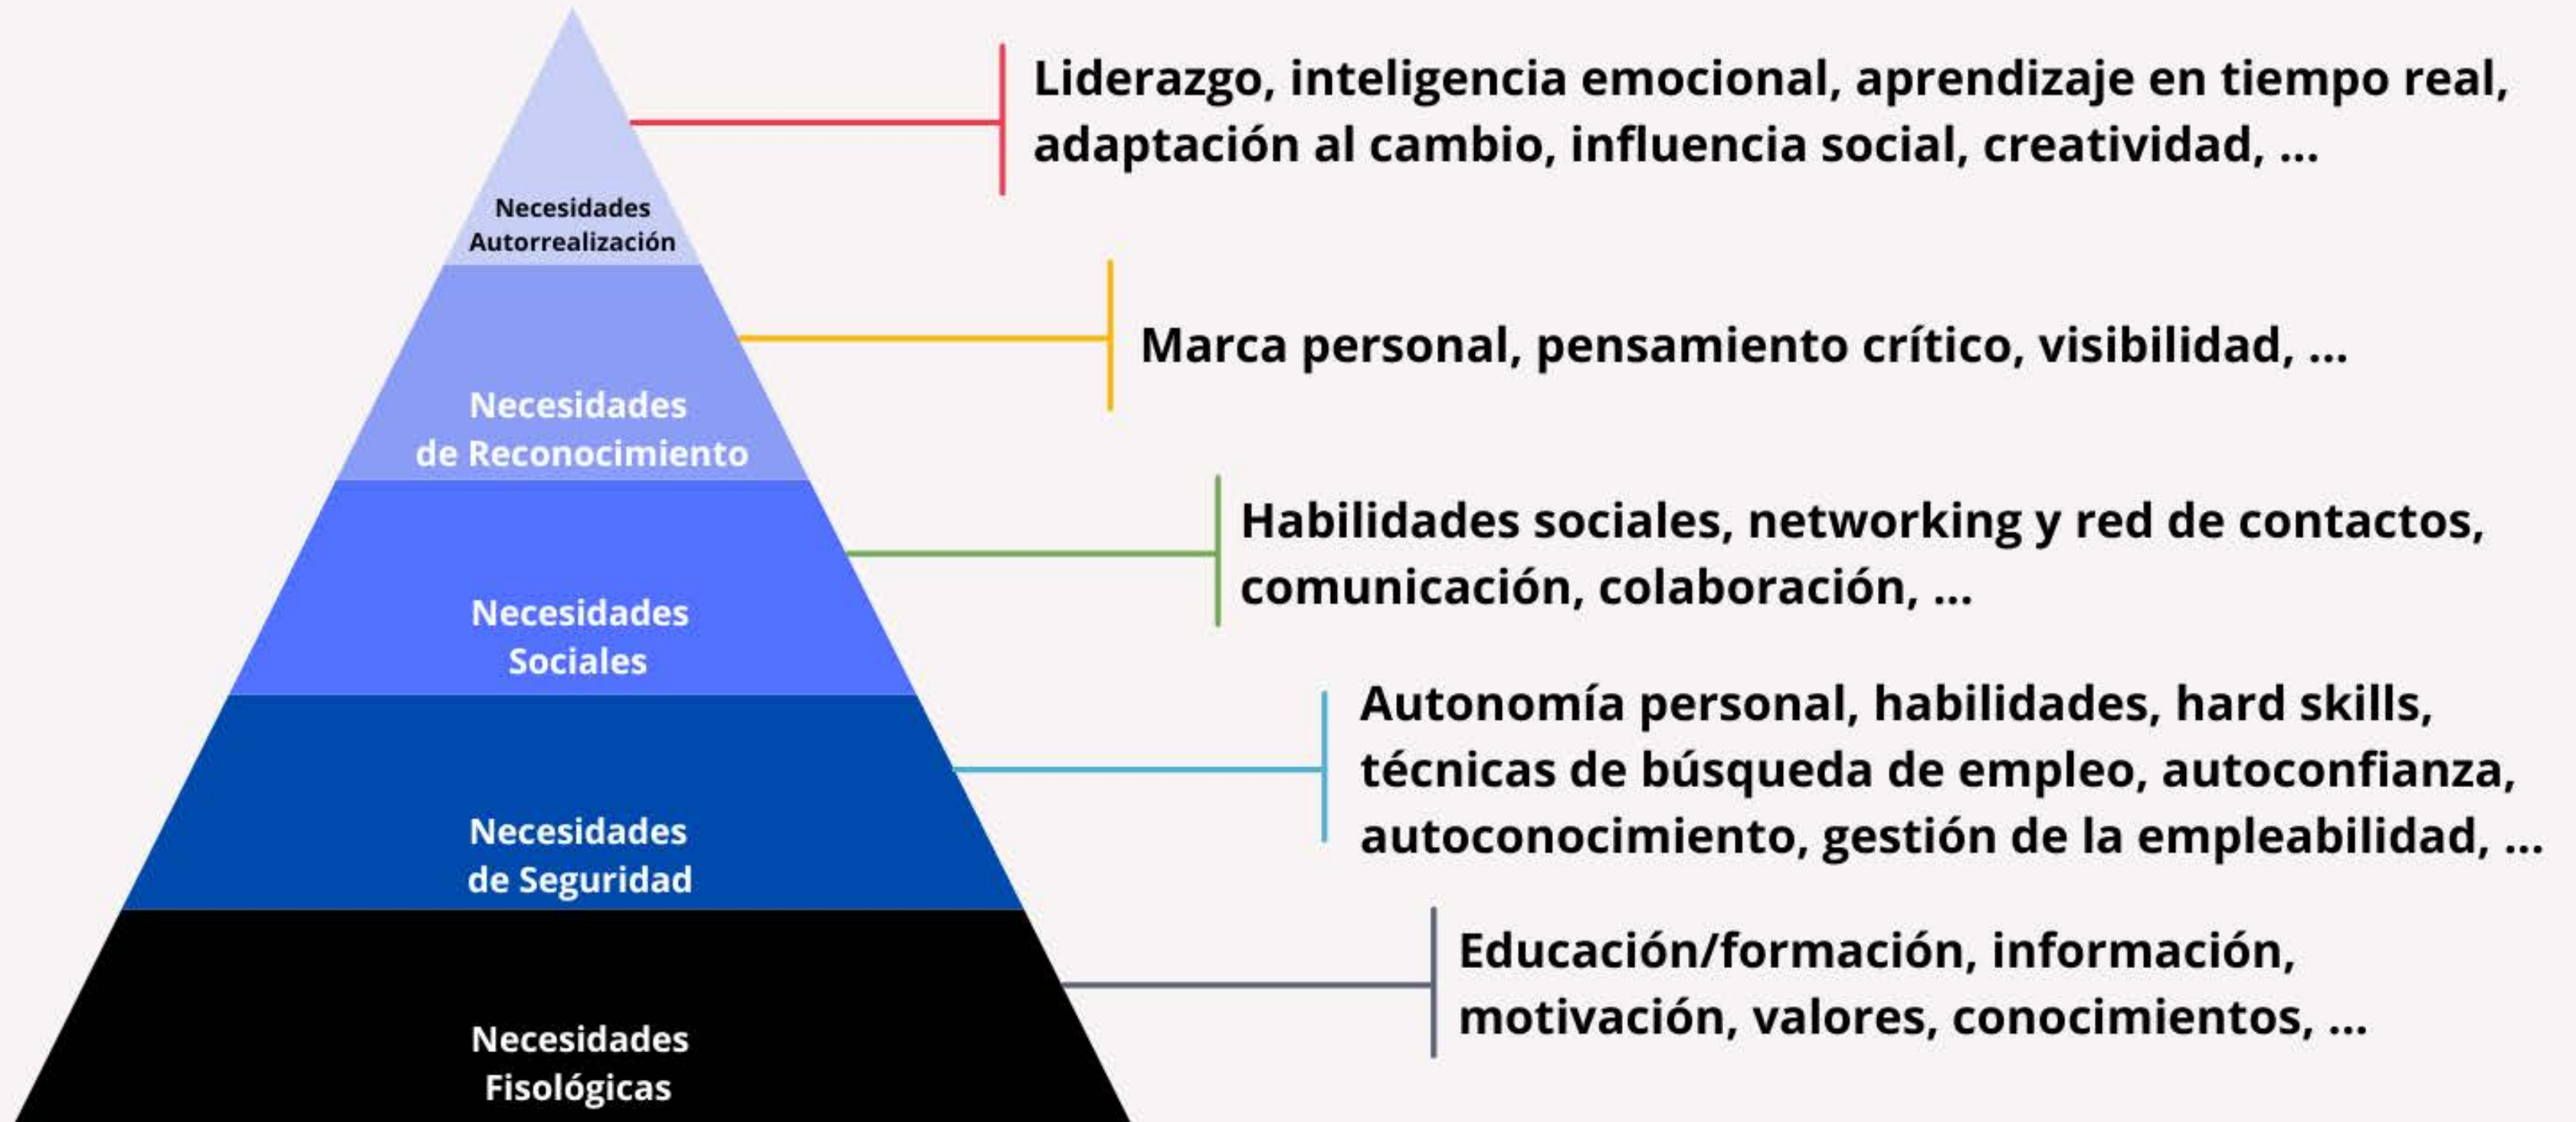 Liderazgo, inteligencia emocional, aprendizaje en tiempo real,
adaptación al cambio, influencia social, creatividad, ...
Necesidades
Autorrealización
Marca personal, pensamiento crítico, visibilidad, ...
Necesidades
de Reconocimiento
Habilidades sociales, networking y red de contactos,
comunicación, colaboración, ...
Necesidades
Sociales
Autonomía personal, habilidades, hard skills,
técnicas de búsqueda de empleo, autoconfianza,
autoconocimiento, gestión de la empleabilidad, ...
Necesidades
de Seguridad
Educación/formación, información,
motivación, valores, conocimientos, ...
Necesidades
Fisológicas